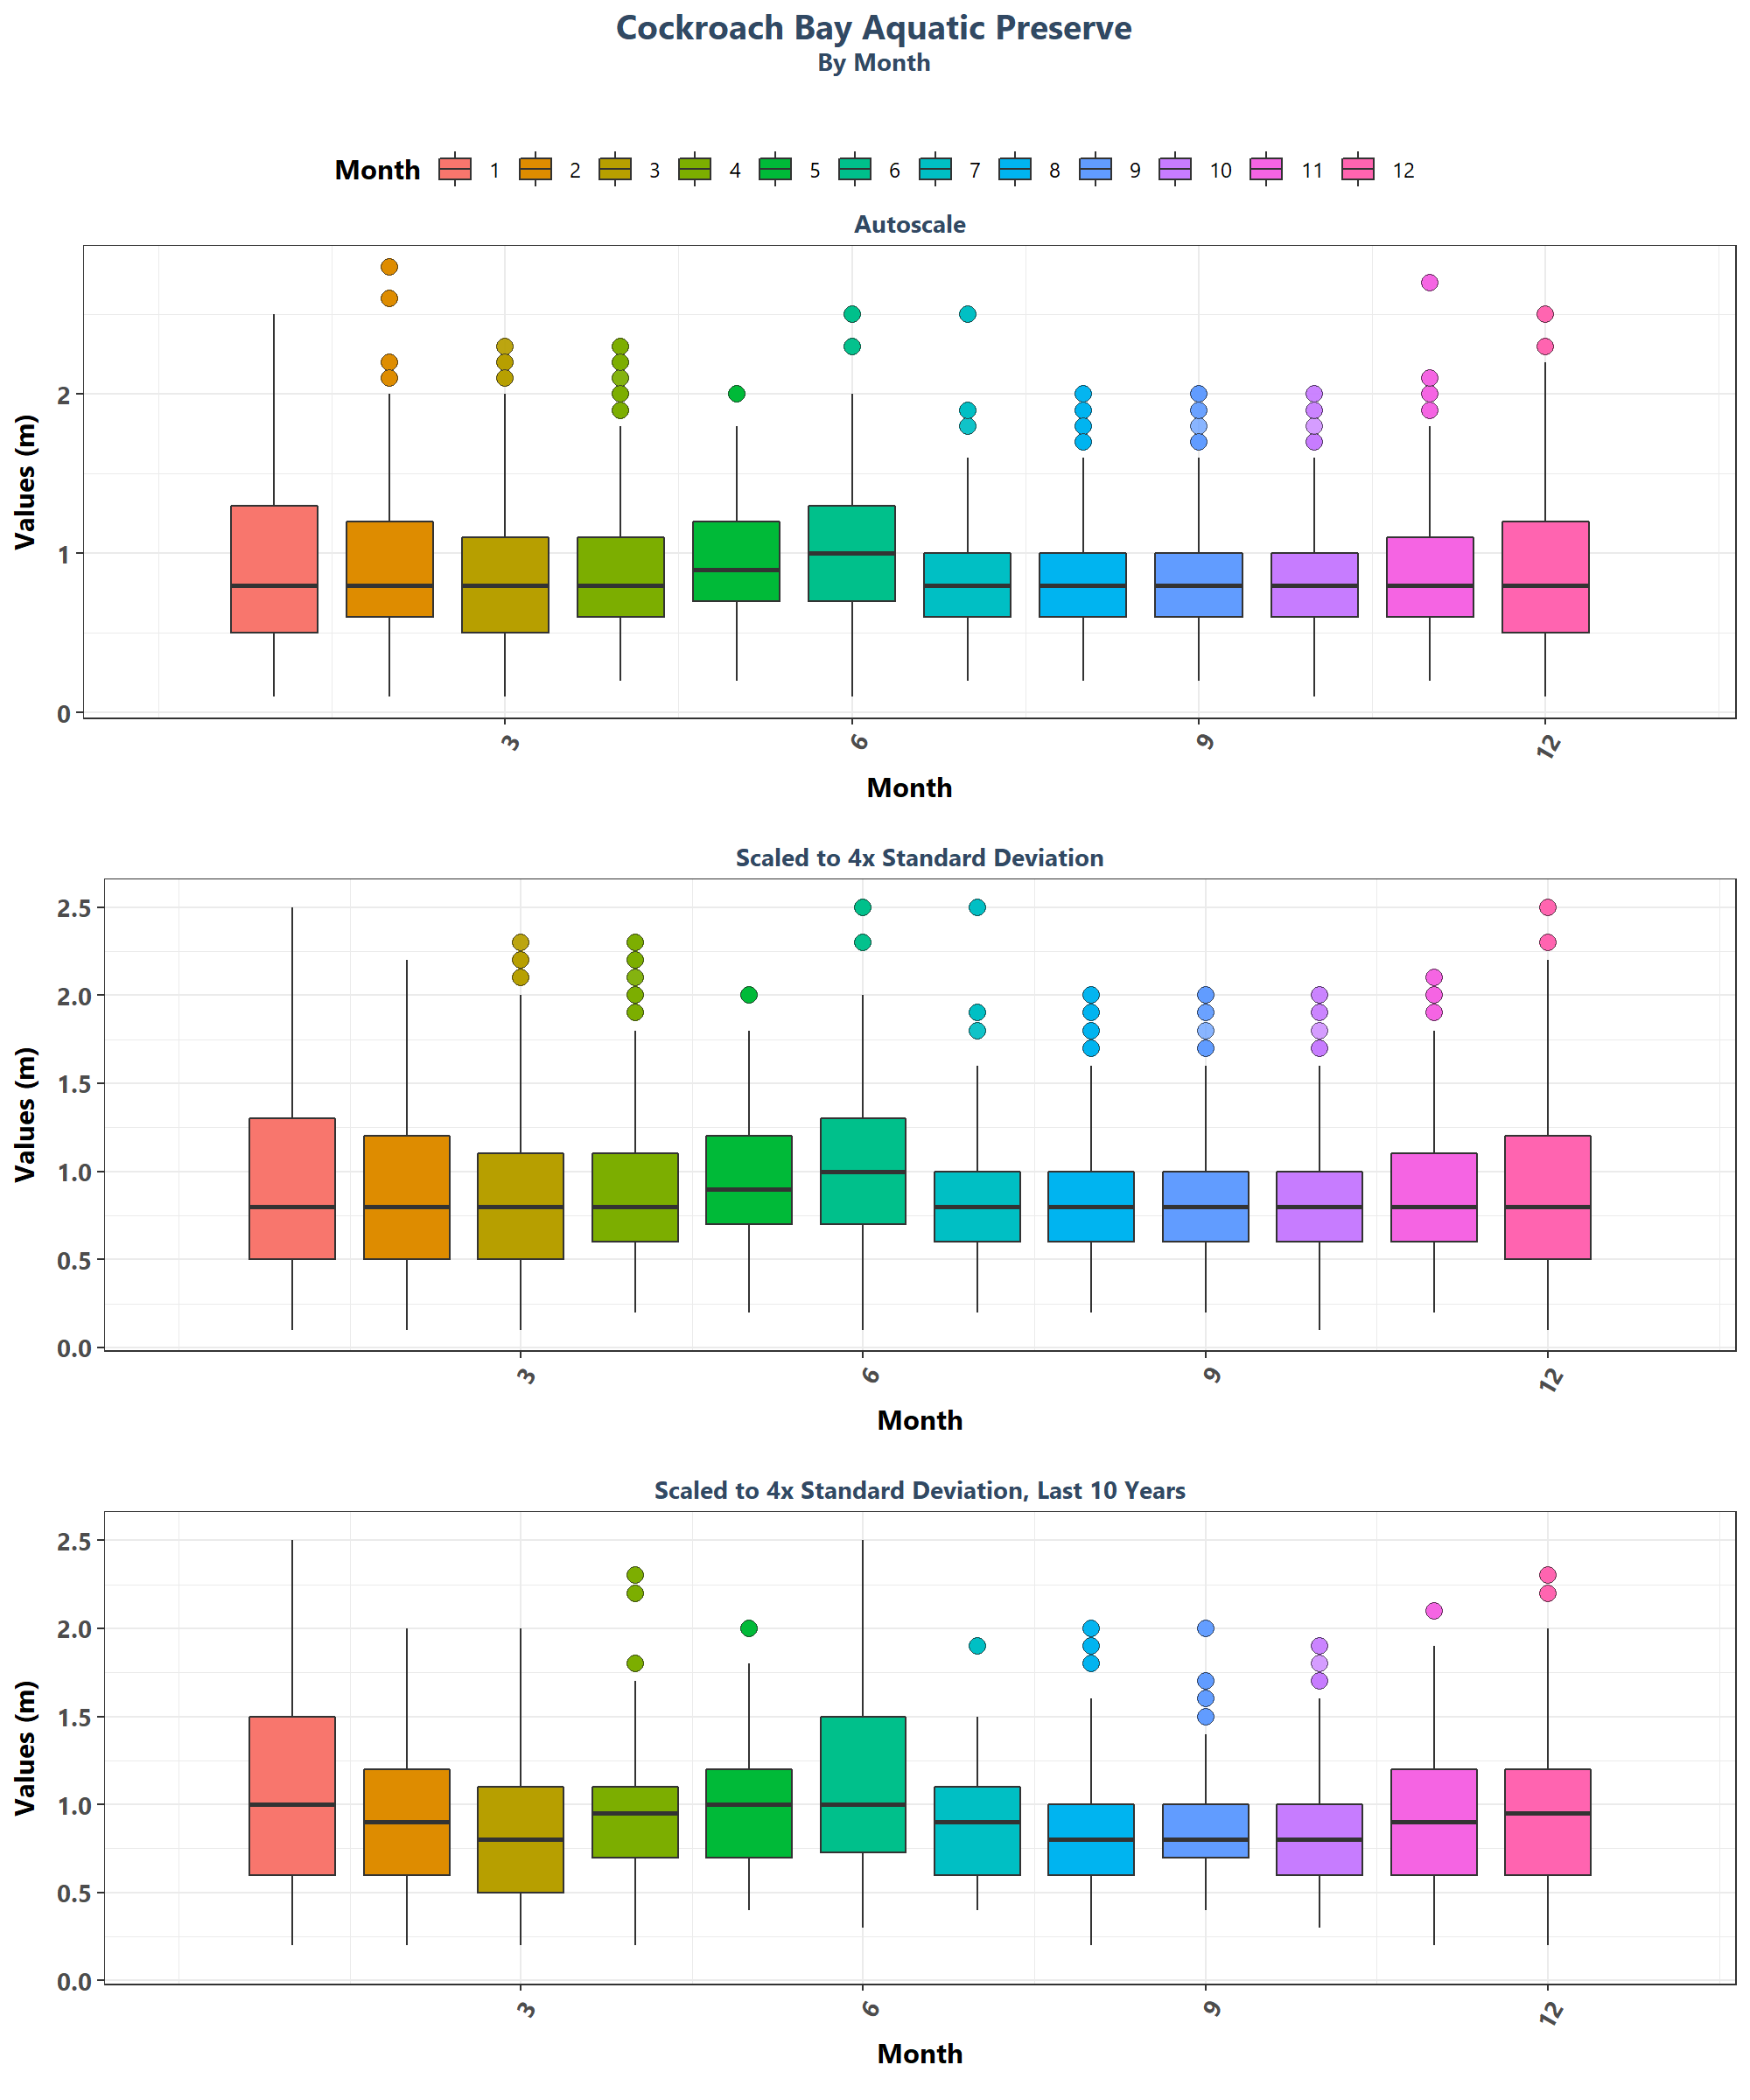 Cockroach Bay Aquatic Preserve
By Month
Month 1 2 3 4 5 6 7 8 9 10 11 12
Autoscale
Values (m)
2
1
0
3 6 9 12
Month
Scaled to 4x Standard Deviation
Values (m)
2.5
2.0
1.5
1.0
0.5
0.0
3 6 9 12
Month
Scaled to 4x Standard Deviation, Last 10 Years
Values (m)
2.5
2.0
1.5
1.0
0.5
0.0
3 6 9 12
Month